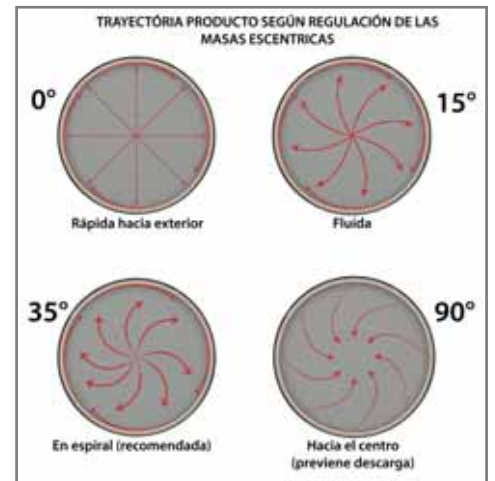 TRAYECTÓRIA PRODUCTO SEGÚN REGULACIÓN DE LAS
MASAS ESCENTRICAS
0°
15°
Rápida hacia exterior
Fluida
35°
90°
En espiral (recomendada)
Hacia el centro
(previene descarga)